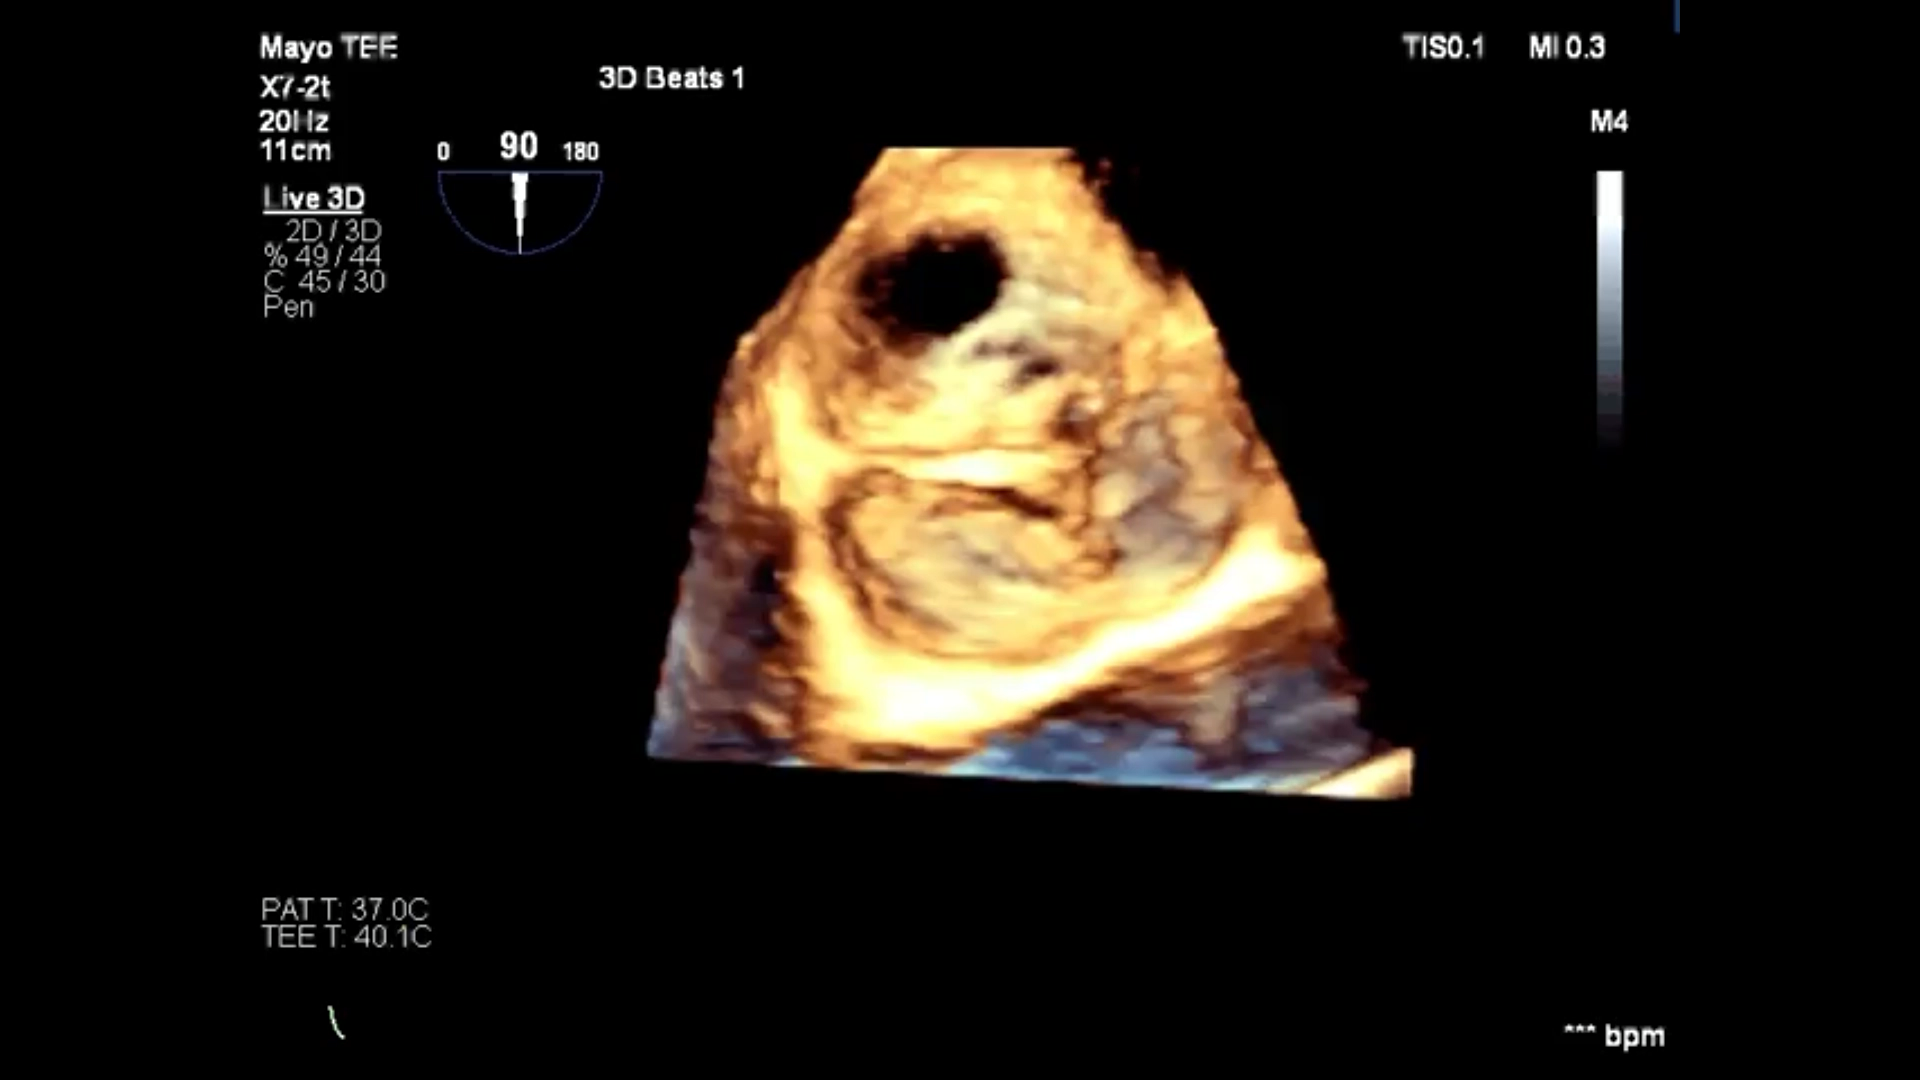 Mayo TEE
X7-2t
20Hz
11cm
3D Beats 1
TIS0.1 MI 0.3
M4
0 90 180
Live 3D
2D / 3D
% 49 / 44
C 45 / 30
Pen
PAT T: 37.0C
TEE T: 40.1C
*** bpm